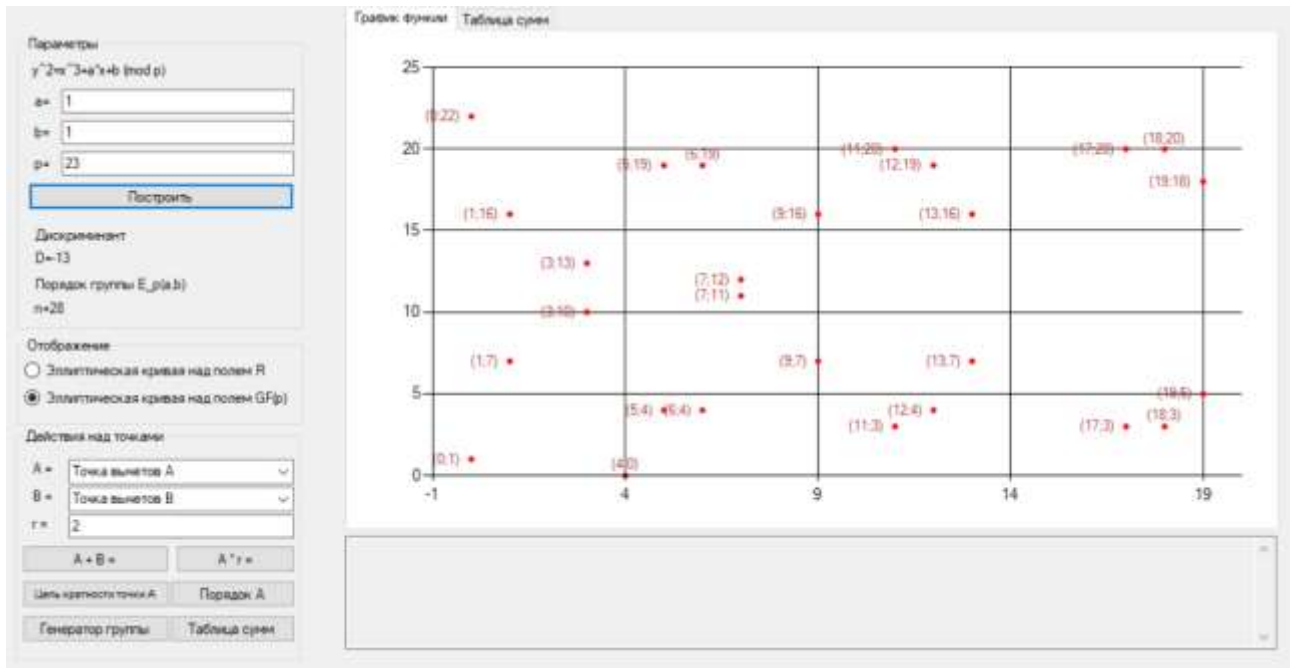 График функции Таблица сумм
Параметры
y^2=x^3+a*x+b (mod p)
a= 1
b= 1
p= 23
Построить
Дискриминант
D=-13
Порядок группы E_p(a,b)
n=28
Отображение
Эллиптическая кривая над полем R
Эллиптическая кривая над полем GF(p)
Действия над точками
A = Точка вычетов A
B = Точка вычетов B
r = 2
A + B =
A * r =
Цепь кратности точки A
Порядок A
Генератор группы
Таблица сумм
25
20
15
10
5
0
-1
4
9
14
19
(0;22)
(5;19)
(6;19)
(11;20)
(12;19)
(17;20)
(18;20)
(19;18)
(1;16)
(9;16)
(13;16)
(3;13)
(7;12)
(7;11)
(3;10)
(1;7)
(9;7)
(13;7)
(5;4)
(6;4)
(12;4)
(11;3)
(19;5)
(17;3)
(18;3)
(0;1)
(4;0)